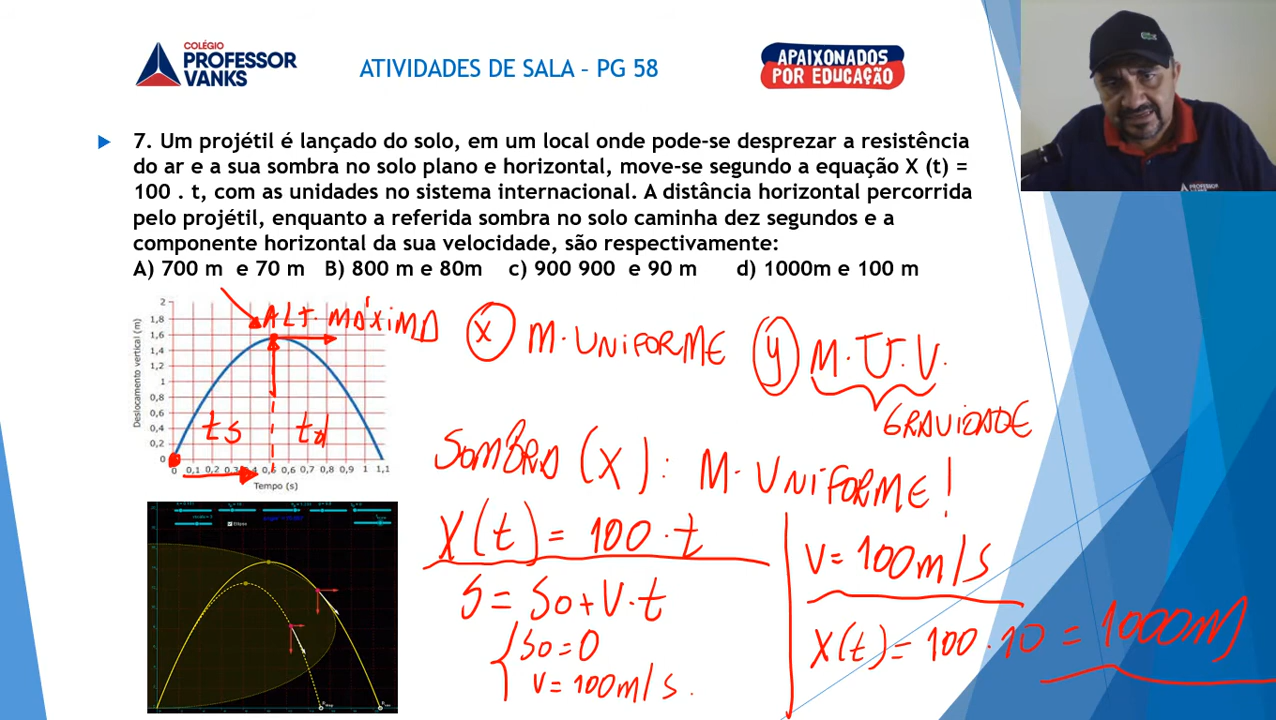 COLÉGIO
PROFESSOR
VANKS
ATIVIDADES DE SALA – PG 58
APAIXONADOS
POR EDUCAÇÃO
7. Um projétil é lançado do solo, em um local onde pode-se desprezar a resistência
do ar e a sua sombra no solo plano e horizontal, move-se segundo a equação X (t) =
100 . t, com as unidades no sistema internacional. A distância horizontal percorrida
pelo projétil, enquanto a referida sombra no solo caminha dez segundos e a
componente horizontal da sua velocidade, são respectivamente:
A) 700 m e 70 m B) 800 m e 80m c) 900 900 e 90 m d) 1000m e 100 m
Deslocamento vertical (m)
2
1,8
1,6
1,4
1,2
1
0,8
0,6
0,4
0,2
0
0 0,1 0,2 0,3 0,4 0,5 0,6 0,7 0,8 0,9 1 1,1
Tempo (s)
ALT. MÁXIMA
ts td
X M. UNIFORME
y M. U. V.
GRAVIDADE
SOMBRA (X): M. UNIFORME!
X(t) = 100 . t
S = So + V . t
So = 0
V = 100m/s.
V = 100m/s
X(t) = 100 . 10 = 1000m
Elipse
PROFESSOR
VANKS